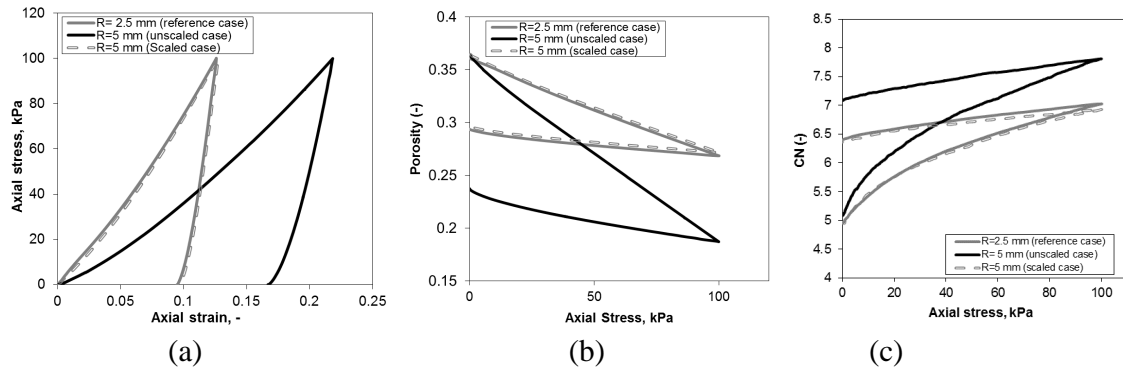 120
100
80
60
40
20
0
Axial stress, kPa
R= 2.5 mm (reference case)
R=5 mm (unscaled case)
R=5 mm (Scaled case)
0 0.05 0.1 0.15 0.2 0.25
Axial strain, -
(a)
0.4
0.35
0.3
0.25
0.2
0.15
Porosity (-)
R=2.5 mm (reference case)
R=5 mm (unscaled case)
R= 5 mm (scaled case)
0 50 100
Axial Stress, kPa
(b)
8.5
8
7.5
7
6.5
6
5.5
5
4.5
4
CN (-)
R=2.5 mm (reference case)
R= 5 mm (unscaled case)
R=5 mm (scaled case)
0 20 40 60 80 100
Axial stress, kPa
(c)